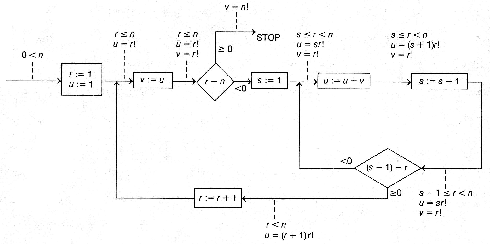 v = n!
STOP
0 < n
r := 1
u := 1
r ≤ n
u = r!
v := u
r ≤ n
u = r!
v = r!
r − n
≥ 0
<0
s := 1
s ≤ r < n
u = sr!
v = r!
u := u + v
s ≤ r < n
u = (s + 1)r!
v = r!
s := s + 1
(s − 1) − r
<0
≥0
s − 1 ≤ r < n
u = sr!
v = r!
r := r + 1
r < n
u = (r + 1)r!